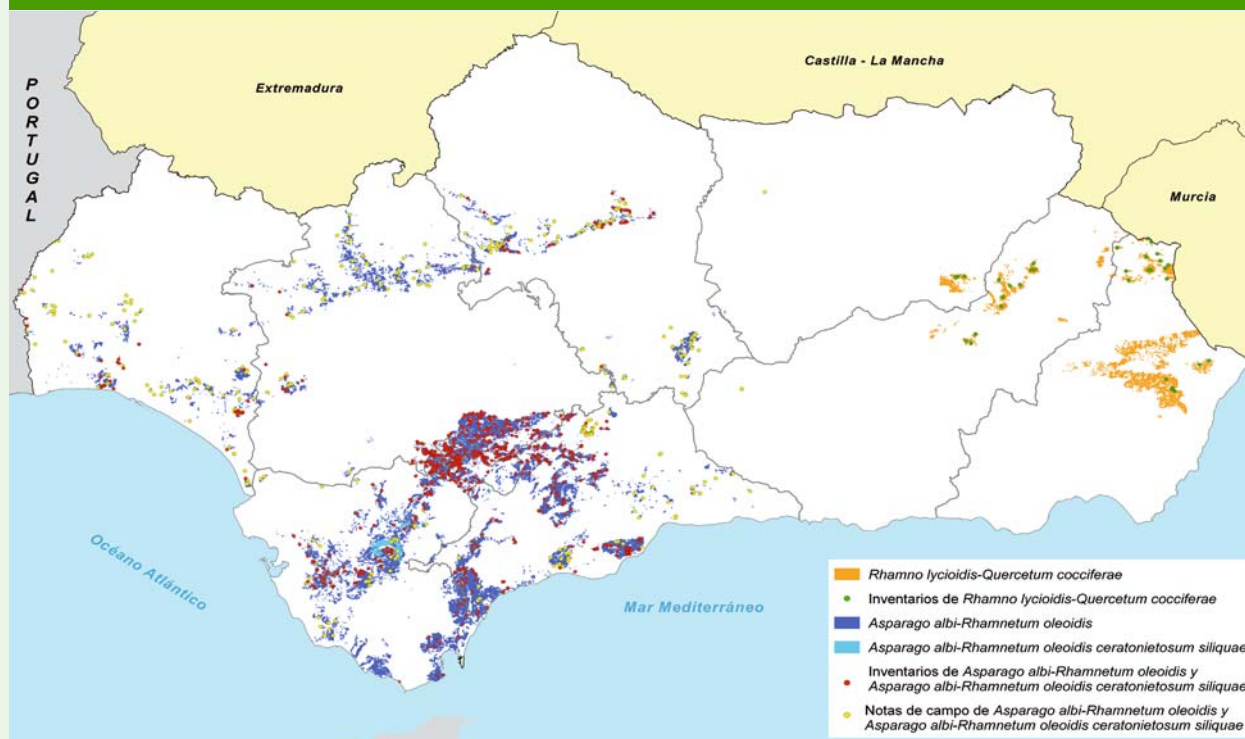 Extremadura
Castilla - La Mancha
PORTUGAL
Murcia
Océano Atlántico
Mar Mediterráneo
Rhamno lycioidis-Quercetum cocciferae
Inventarios de Rhamno lycioidis-Quercetum cocciferae
Asparago albi-Rhamnetum oleoidis
Asparago albi-Rhamnetum oleoidis ceratonietosum siliquae
Inventarios de Asparago albi-Rhamnetum oleoidis y
Asparago albi-Rhamnetum oleoidis ceratonietosum siliquae
Notas de campo de Asparago albi-Rhamnetum oleoidis y
Asparago albi-Rhamnetum oleoidis ceratonietosum siliquae